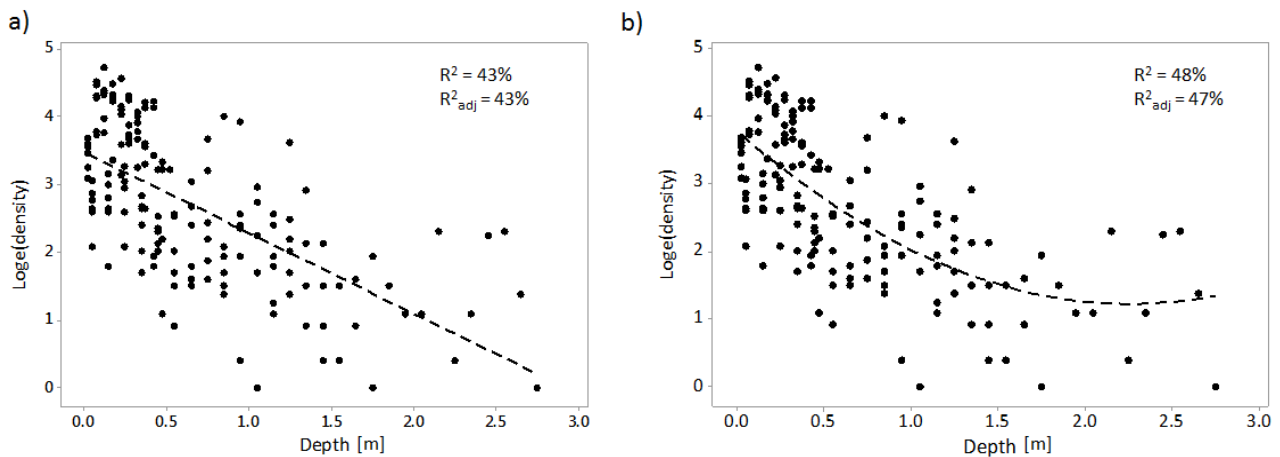 a)
R² = 43%
R²adj = 43%
Loge(density)
5
4
3
2
1
0
0.0 0.5 1.0 1.5 2.0 2.5 3.0
Depth [m]
b)
R² = 48%
R²adj = 47%
Loge(density)
5
4
3
2
1
0
0.0 0.5 1.0 1.5 2.0 2.5 3.0
Depth [m]